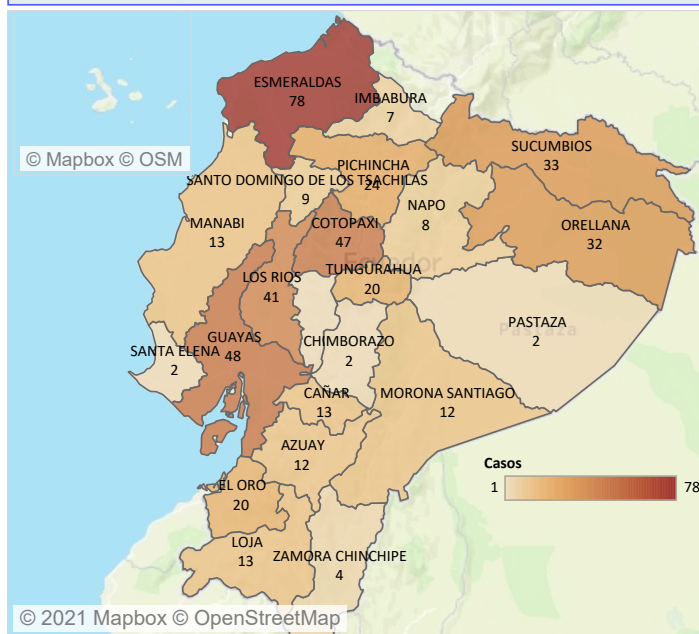 ESMERALDAS
78
IMBABURA
7
SUCUMBIOS
33
© Mapbox © OSM
PICHINCHA
24
SANTO DOMINGO DE LOS TSACHILAS
9
NAPO
8
MANABI
13
COTOPAXI
47
ORELLANA
32
Ecuador
TUNGURAHUA
20
LOS RIOS
41
PASTAZA
2
Pastaza
GUAYAS
48
CHIMBORAZO
2
SANTA ELENA
2
CAÑAR
13
MORONA SANTIAGO
12
AZUAY
12
Casos
1
78
EL ORO
20
LOJA
13
ZAMORA CHINCHIPE
4
© 2021 Mapbox © OpenStreetMap